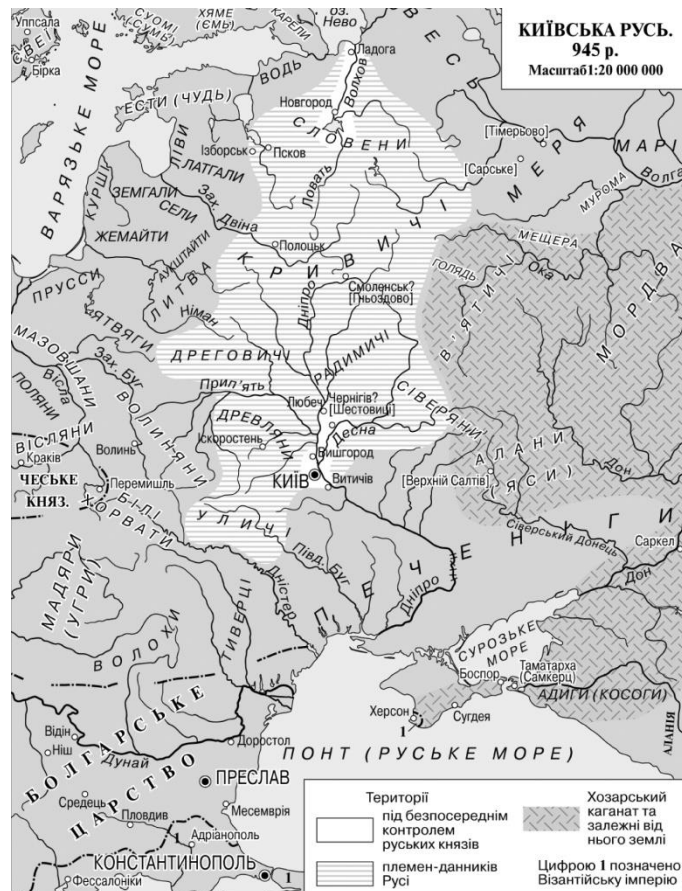 КИЇВСЬКА РУСЬ.
945 р.
Масштаб1:20 000 000
Уппсала
СУОМІ
(СУМЬ)
ХЯМЕ
(ЄМЬ)
КАРЕЛИ
оз.
Нево
СВЕЇ
Бірка
Ладога
ВЕСЬ
ВОДЬ
Волхов
ВАРЯЗЬКЕ МОРЕ
ЕСТИ (ЧУДЬ)
Новгород
СЛОВЕНИ
[Тімерьово]
МАРІ
Ізборськ
Псков
[Сарське]
МЕРЯ
Волга
ЛІВИ
ЛАТГАЛИ
Ловать
МУРОМА
КУРШІ
ЗЕМГАЛИ
СЕЛИ
Зах. Двіна
ЖЕМАЙТИ
Полоцьк
КРИВИЧІ
МЕЩЕРА
АУКШТАЙТИ
ГОЛЯДЬ
Ока
МОРДВА
ЛИТВА
Смоленськ?
[Гньоздово]
ПРУССИ
Дніпро
В'ЯТИЧІ
ЯТВЯГИ
Німан
МАЗОВШАНИ
ДРЕГОВИЧІ
РАДИМИЧІ
Зах. Буг
ПОЛЯНИ
Вісла
Прип'ять
Любеч
Чернігів?
[Шестовиці]
СІВЕРЯНИ
ВОЛИНЯНИ
ДРЕВЛЯНИ
Десна
ВІСЛЯНИ
Іскоростень
Вишгород
АЛАНИ
(ЯСИ)
Краків
Волинь
КИЇВ
Витичів
[Верхній Салтів]
Дон
ЧЕСЬКЕ
КНЯЗ.
Перемишль
БІЛІ
ХОРВАТИ
УЛИЧІ
Сіверський Донець
Саркел
Півд. Буг
ПЕЧЕНІГИ
Дон
МАДЯРИ
(УГРИ)
Дністер
Дніпро
ТИВЕРЦІ
ВОЛОХИ
СУРОЗЬКЕ
МОРЕ
Боспор
Таматарха
(Самкерц)
АДИГИ (КОСОГИ)
Херсон
Сугдея
1
АЛАНІЯ
Відін
Ніш
Доростол
Дунай
ПОНТ (РУСЬКЕ МОРЕ)
БОЛГАРСЬКЕ
ЦАРСТВО
ПРЕСЛАВ
Средець
Месемврія
Пловдив
1
Адріанополь
КОНСТАНТИНОПОЛЬ
1
Фессалоніки
Території
під безпосереднім
контролем
руських князів
племен-данників
Русі
Хозарський
каганат та
залежні від
нього землі
Цифрою 1 позначено
Візантійську імперію